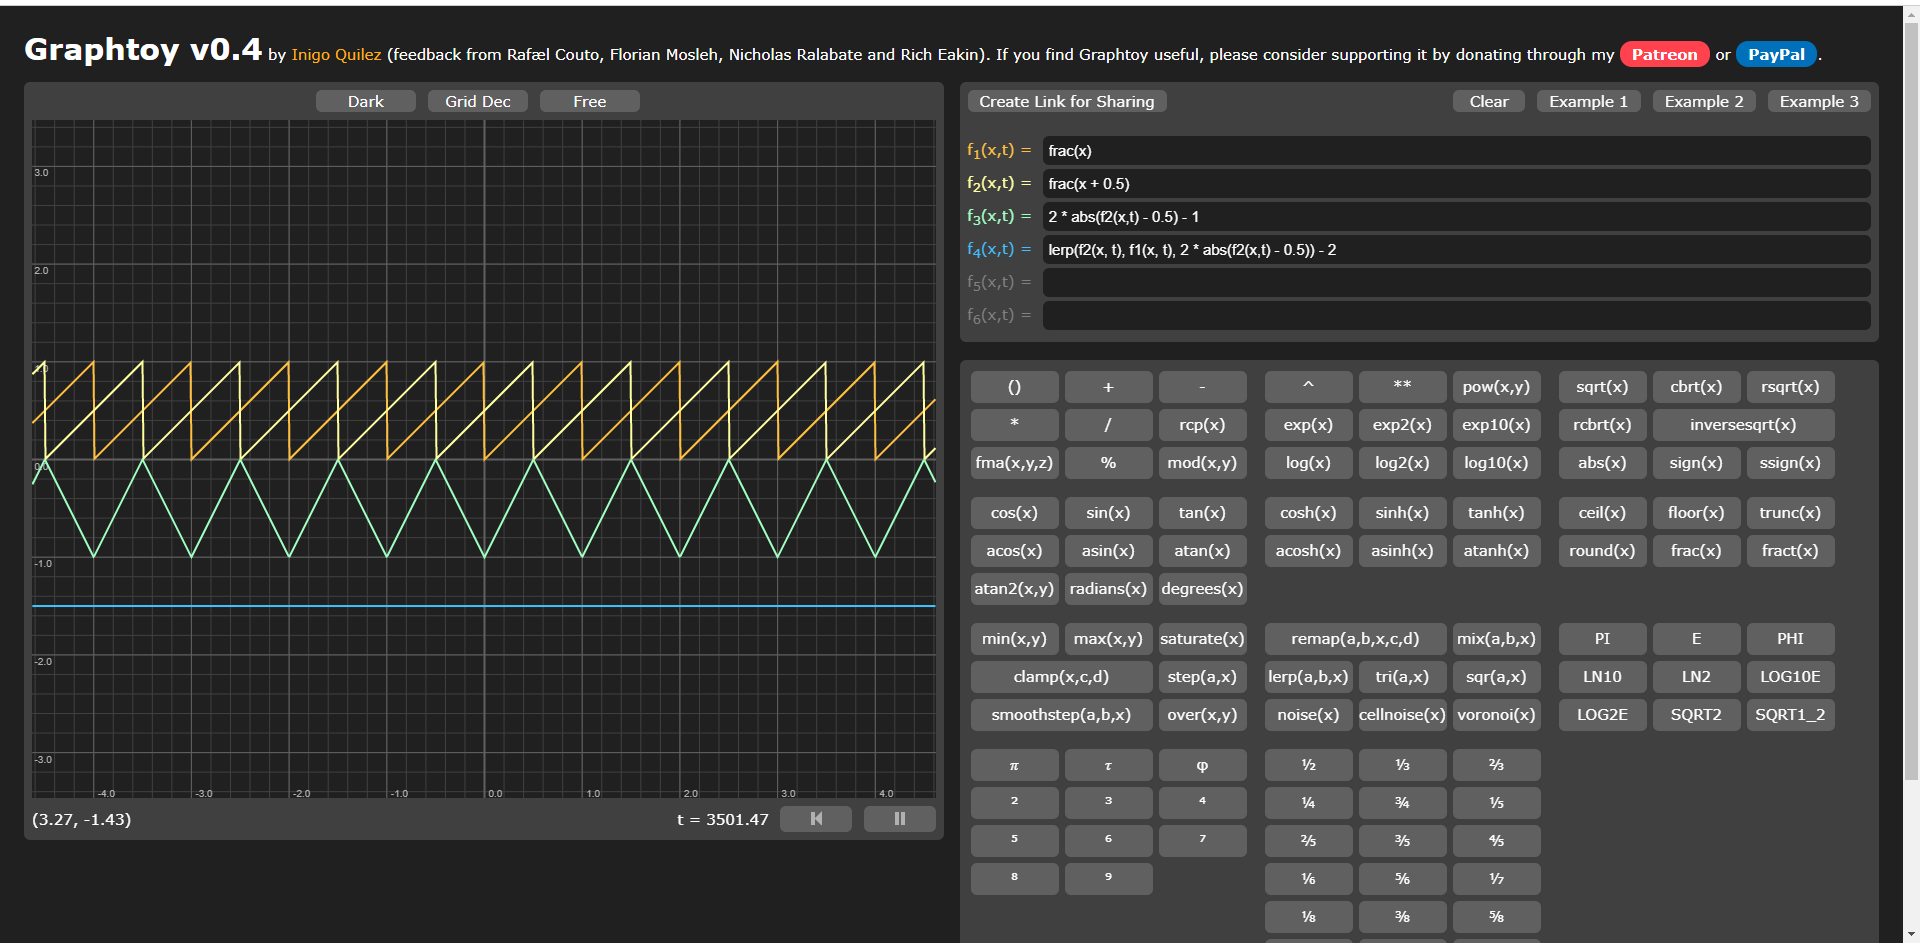 Graphtoy v0.4 by Inigo Quilez (feedback from Rafæl Couto, Florian Mosleh, Nicholas Ralabate and Rich Eakin). If you find Graphtoy useful, please consider supporting it by donating through my Patreon or PayPal.
Dark Grid Dec Free
3.0
2.0
1.0
0.0
-1.0
-2.0
-3.0
-4.0 -3.0 -2.0 -1.0 0.0 1.0 2.0 3.0 4.0
(3.27, -1.43) t = 3501.47
Create Link for Sharing Clear Example 1 Example 2 Example 3
f1(x,t) = frac(x)
f2(x,t) = frac(x + 0.5)
f3(x,t) = 2 * abs(f2(x,t) - 0.5) - 1
f4(x,t) = lerp(f2(x, t), f1(x, t), 2 * abs(f2(x,t) - 0.5)) - 2
f5(x,t) =
f6(x,t) =
() + - ^ ** pow(x,y) sqrt(x) cbrt(x) rsqrt(x)
* / rcp(x) exp(x) exp2(x) exp10(x) rcbrt(x) inversesqrt(x)
fma(x,y,z) % mod(x,y) log(x) log2(x) log10(x) abs(x) sign(x) ssign(x)
cos(x) sin(x) tan(x) cosh(x) sinh(x) tanh(x) ceil(x) floor(x) trunc(x)
acos(x) asin(x) atan(x) acosh(x) asinh(x) atanh(x) round(x) frac(x) fract(x)
atan2(x,y) radians(x) degrees(x)
min(x,y) max(x,y) saturate(x) remap(a,b,x,c,d) mix(a,b,x) PI E PHI
clamp(x,c,d) step(a,x) lerp(a,b,x) tri(a,x) sqr(a,x) LN10 LN2 LOG10E
smoothstep(a,b,x) over(x,y) noise(x) cellnoise(x) voronoi(x) LOG2E SQRT2 SQRT1_2
π τ φ ½ ⅓ ⅔
² ³ ⁴ ¼ ¾ ⅕
⁵ ⁶ ⁷ ⅖ ⅗ ⅘
⁸ ⁹ ⅙ ⅚ ⅐
⅛ ⅜ ⅝